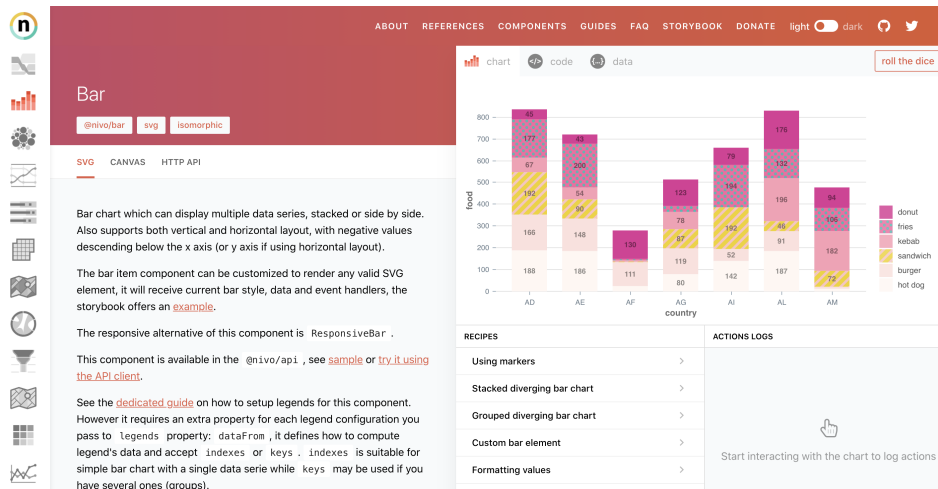 n
ABOUT REFERENCES COMPONENTS GUIDES FAQ STORYBOOK DONATE light dark
Bar
@nivo/bar svg isomorphic
SVG CANVAS HTTP API
Bar chart which can display multiple data series, stacked or side by side.
Also supports both vertical and horizontal layout, with negative values
descending below the x axis (or y axis if using horizontal layout).
The bar item component can be customized to render any valid SVG
element, it will receive current bar style, data and event handlers, the
storybook offers an example.
The responsive alternative of this component is ResponsiveBar .
This component is available in the @nivo/api , see sample or try it using
the API client.
See the dedicated guide on how to setup legends for this component.
However it requires an extra property for each legend configuration you
pass to legends property: dataFrom , it defines how to compute
legend's data and accept indexes or keys . indexes is suitable for
simple bar chart with a single data serie while keys may be used if you
have several ones (groups).
chart </> code {...} data roll the dice
food
800
700
600
500
400
300
200
100
0
45
177
67
192
166
188
43
200
54
90
148
186
130
111
123
78
87
119
80
79
194
192
52
142
176
132
196
46
91
187
94
106
182
72
AD AE AF AG AI AL AM
country
donut
fries
kebab
sandwich
burger
hot dog
RECIPES
Using markers
Stacked diverging bar chart
Grouped diverging bar chart
Custom bar element
Formatting values
ACTIONS LOGS
Start interacting with the chart to log actions